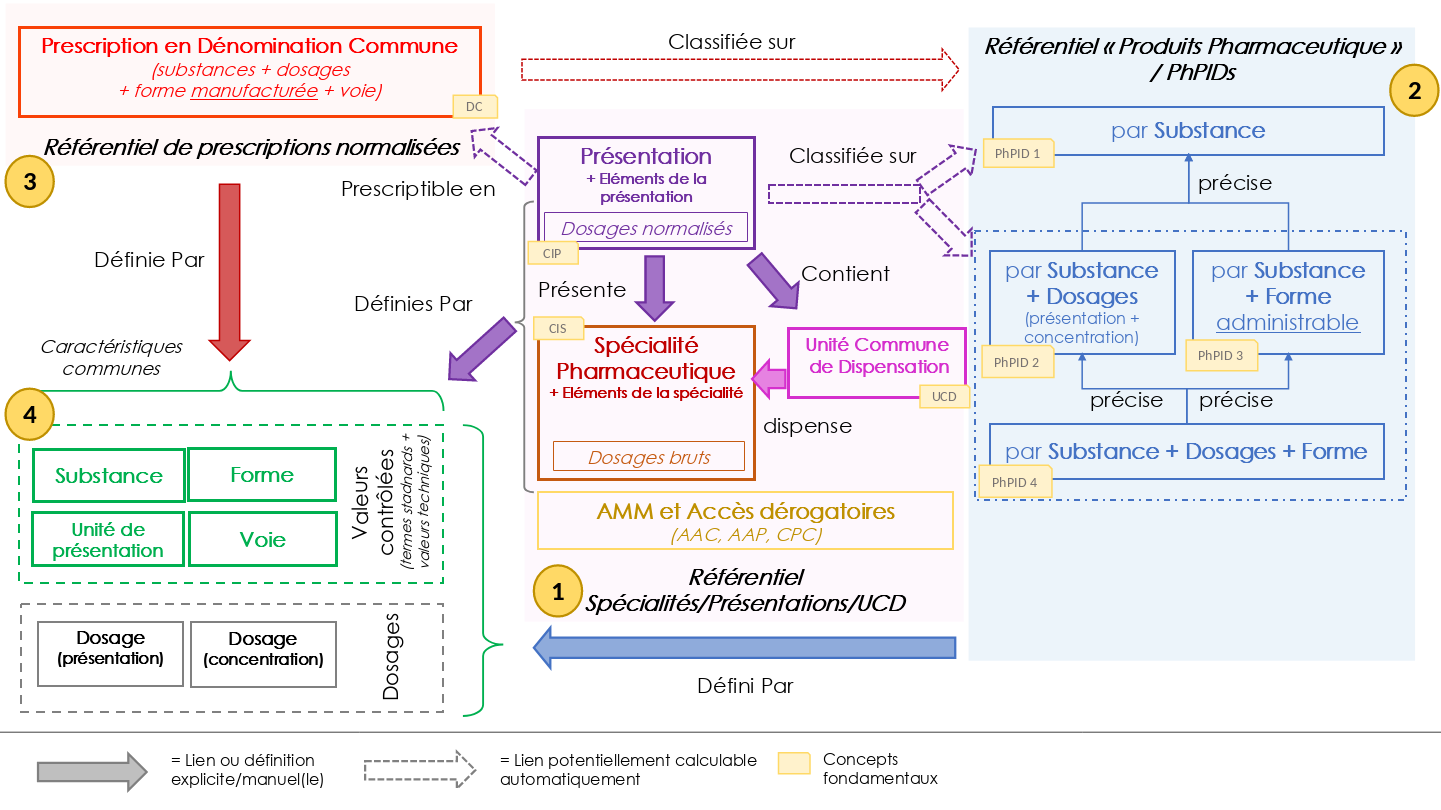 Prescription en Dénomination Commune
(substances + dosages
+ forme manufacturée + voie)
DC
Référentiel de prescriptions normalisées
3
Classifiée sur
Référentiel « Produits Pharmaceutique »
/ PhPIDs
2
par Substance
PhPID 1
précise
par Substance
+ Dosages
(présentation +
concentration)
PhPID 2
par Substance
+ Forme
administrable
PhPID 3
précise
précise
par Substance + Dosages + Forme
PhPID 4
Présentation
+ Eléments de la
présentation
Dosages normalisés
CIP
Classifiée sur
Prescriptible en
Définie Par
Présente
Contient
Définies Par
CIS
Spécialité
Pharmaceutique
+ Eléments de la spécialité
Dosages bruts
Unité Commune
de Dispensation
UCD
dispense
AMM et Accès dérogatoires
(AAC, AAP, CPC)
1
Référentiel
Spécialités/Présentations/UCD
Défini Par
Caractéristiques
communes
4
Substance
Forme
Unité de
présentation
Voie
Valeurs
contrôlées
(termes stadnards +
valeurs techniques)
Dosage
(présentation)
Dosage
(concentration)
Dosages
= Lien ou définition
explicite/manuel(le)
= Lien potentiellement calculable
automatiquement
Concepts
fondamentaux